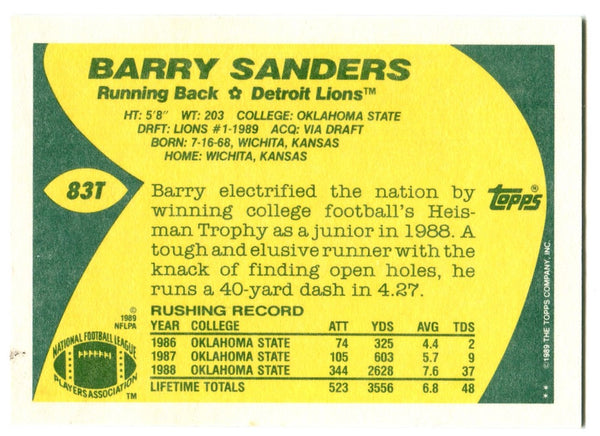 BARRY SANDERS
Running Back ✩ Detroit Lions™
HT: 5'8" WT: 203 COLLEGE: OKLAHOMA STATE
DRFT: LIONS #1-1989 ACQ: VIA DRAFT
BORN: 7-16-68, WICHITA, KANSAS
HOME: WICHITA, KANSAS
83T
Barry electrified the nation by
winning college football's Heis-
man Trophy as a junior in 1988. A
tough and elusive runner with the
knack of finding open holes, he
runs a 40-yard dash in 4.27.
topps®
RUSHING RECORD
YEAR COLLEGE ATT YDS AVG TDS
1986 OKLAHOMA STATE 74 325 4.4 2
1987 OKLAHOMA STATE 105 603 5.7 9
1988 OKLAHOMA STATE 344 2628 7.6 37
LIFETIME TOTALS 523 3556 6.8 48
©
1989
NFLPA
NATIONAL FOOTBALL LEAGUE
PLAYERS ASSOCIATION
TM
** ©1989 THE TOPPS COMPANY, INC.